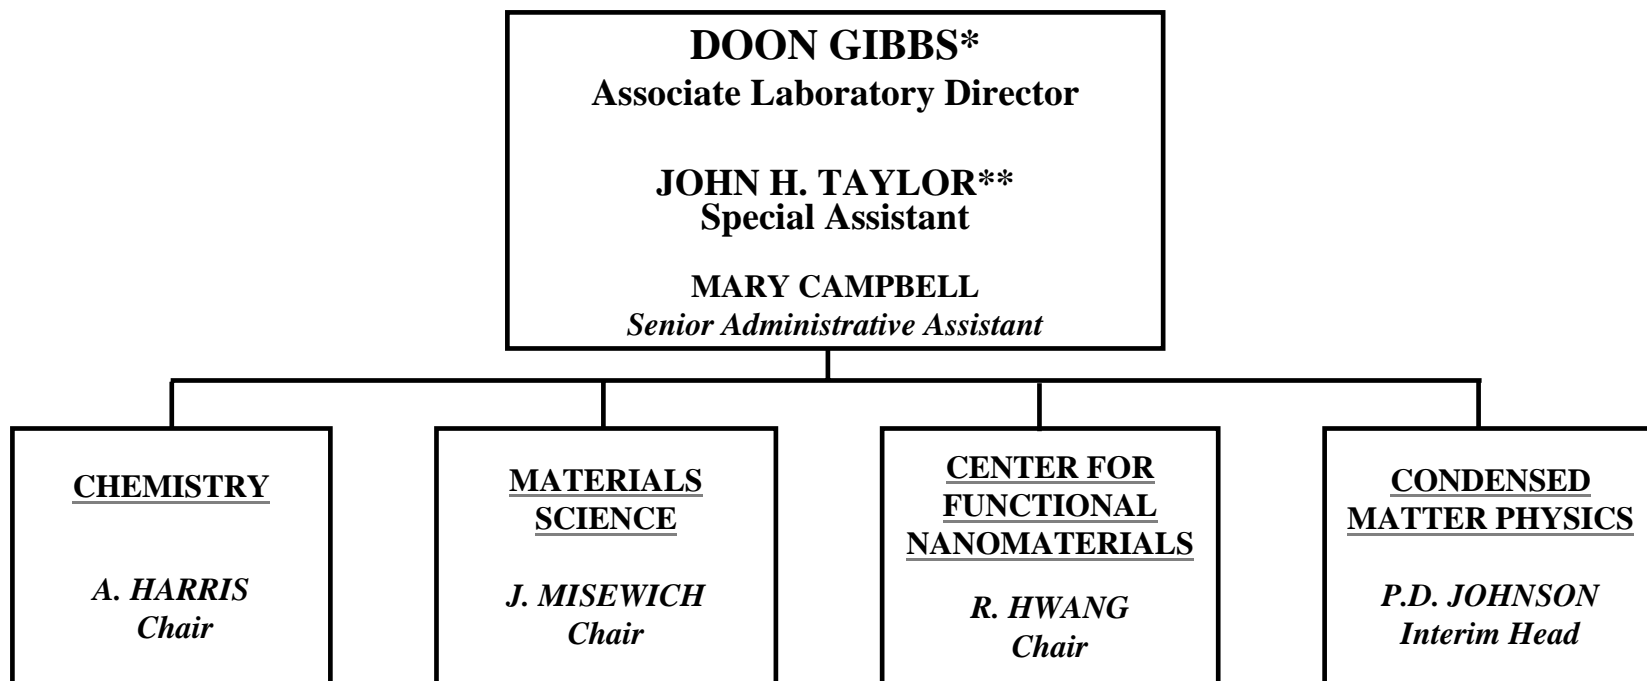 DOON GIBBS*
Associate Laboratory Director
JOHN H. TAYLOR**
Special Assistant
MARY CAMPBELL
Senior Administrative Assistant
CHEMISTRY
A. HARRIS
Chair
MATERIALS
SCIENCE
J. MISEWICH
Chair
CENTER FOR
FUNCTIONAL
NANOMATERIALS
R. HWANG
Chair
CONDENSED
MATTER PHYSICS
P.D. JOHNSON
Interim Head